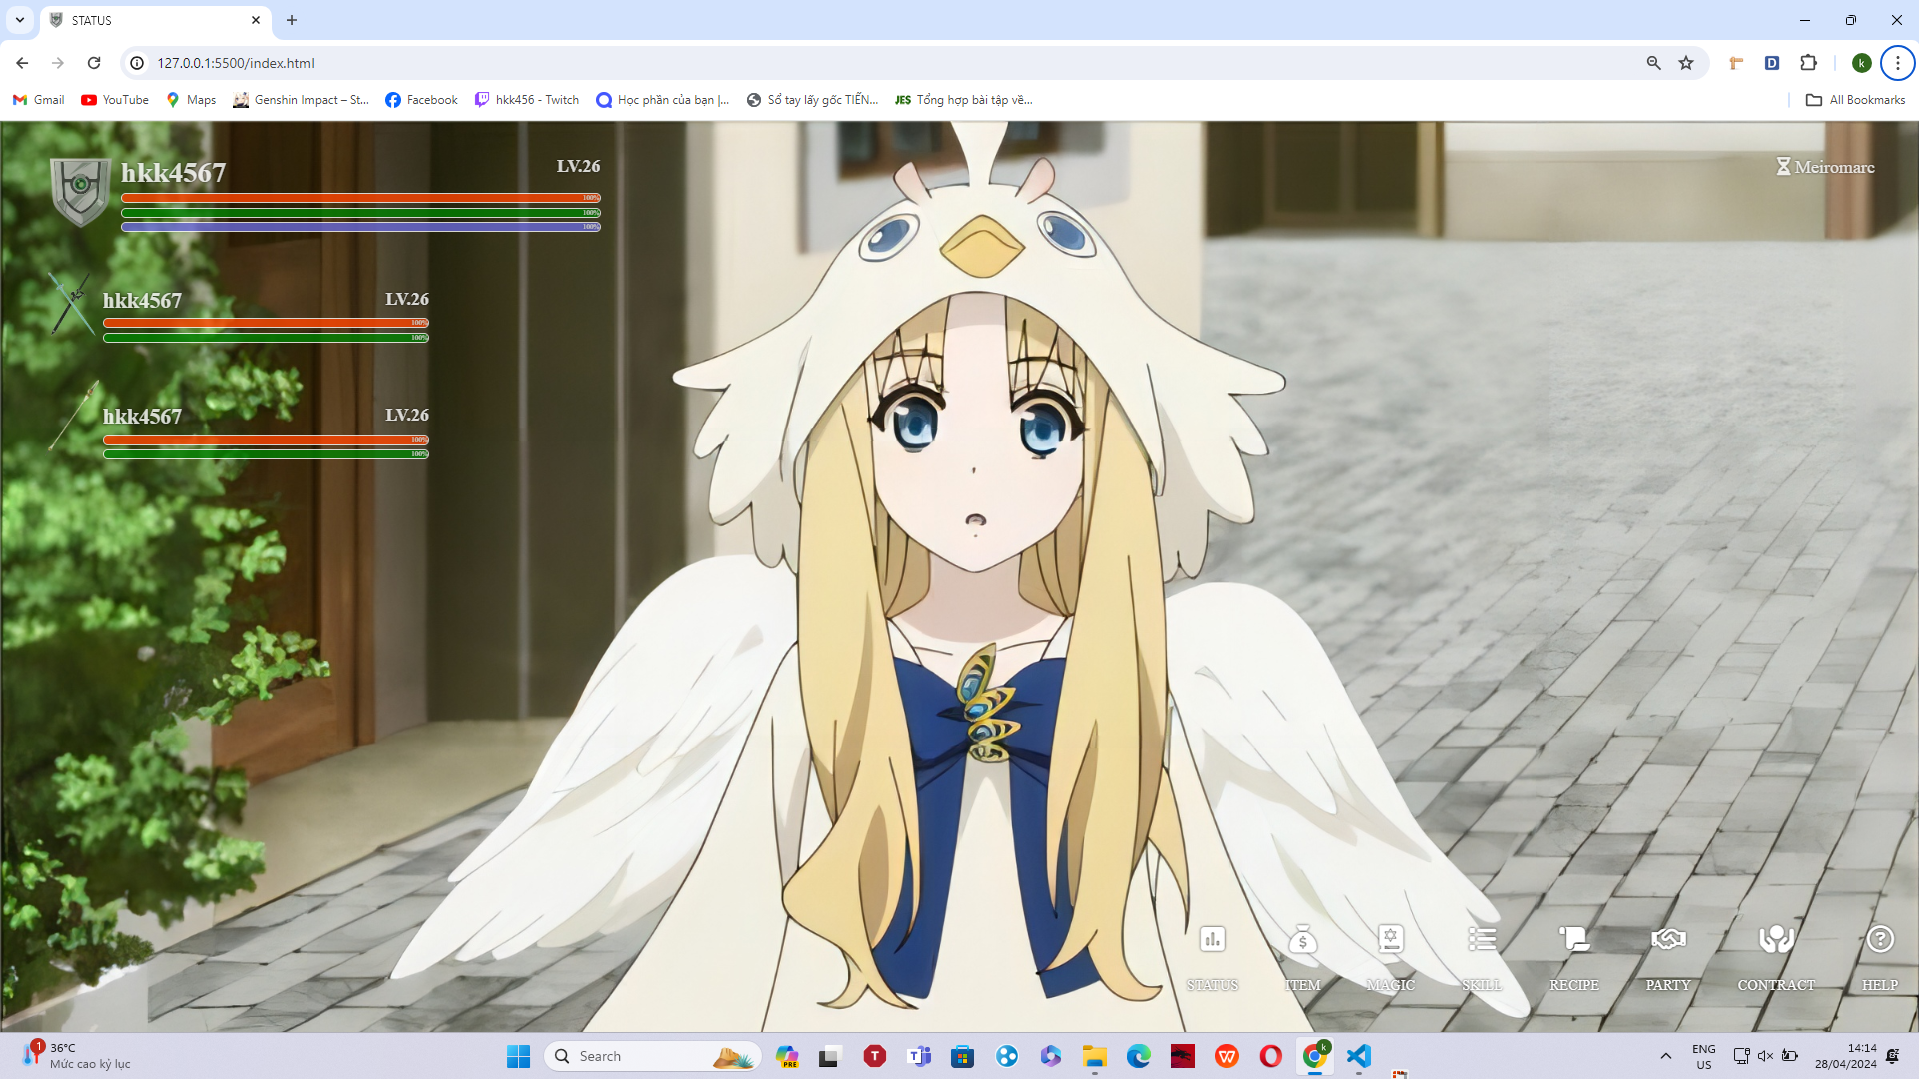 STATUS
127.0.0.1:5500/index.html
Gmail
YouTube
Maps
Genshin Impact – St...
Facebook
hkk456 - Twitch
Học phần của bạn |...
Sổ tay lấy gốc TIẾN...
JES Tổng hợp bài tập về...
All Bookmarks
hkk4567 LV.26
100%
100%
100%
Meiromarc
hkk4567 LV.26
100%
100%
hkk4567 LV.26
100%
100%
STATUS
ITEM
MAGIC
SKILL
RECIPE
PARTY
CONTRACT
HELP
1
36°C
Mức cao kỷ lục
Search
PRE
ENG
US
14:14
28/04/2024